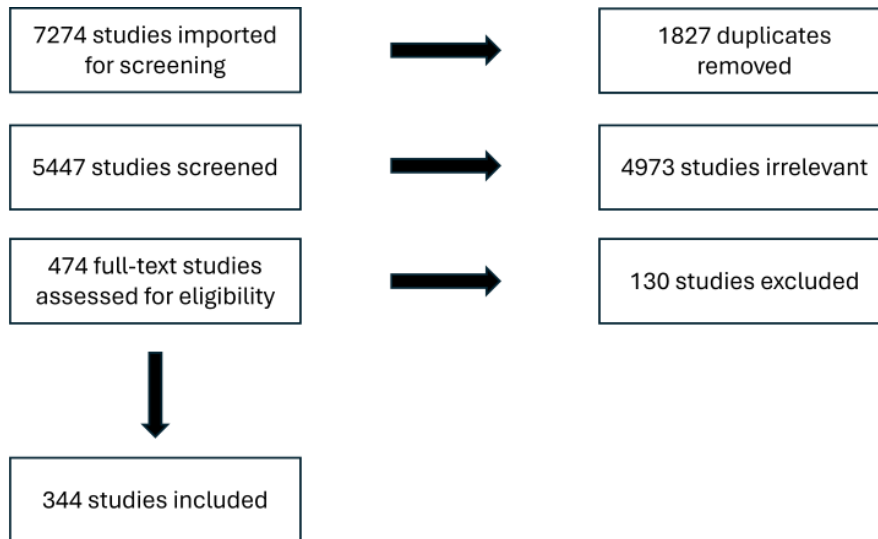 7274 studies imported
for screening
1827 duplicates
removed
5447 studies screened
4973 studies irrelevant
474 full-text studies
assessed for eligibility
130 studies excluded
344 studies included